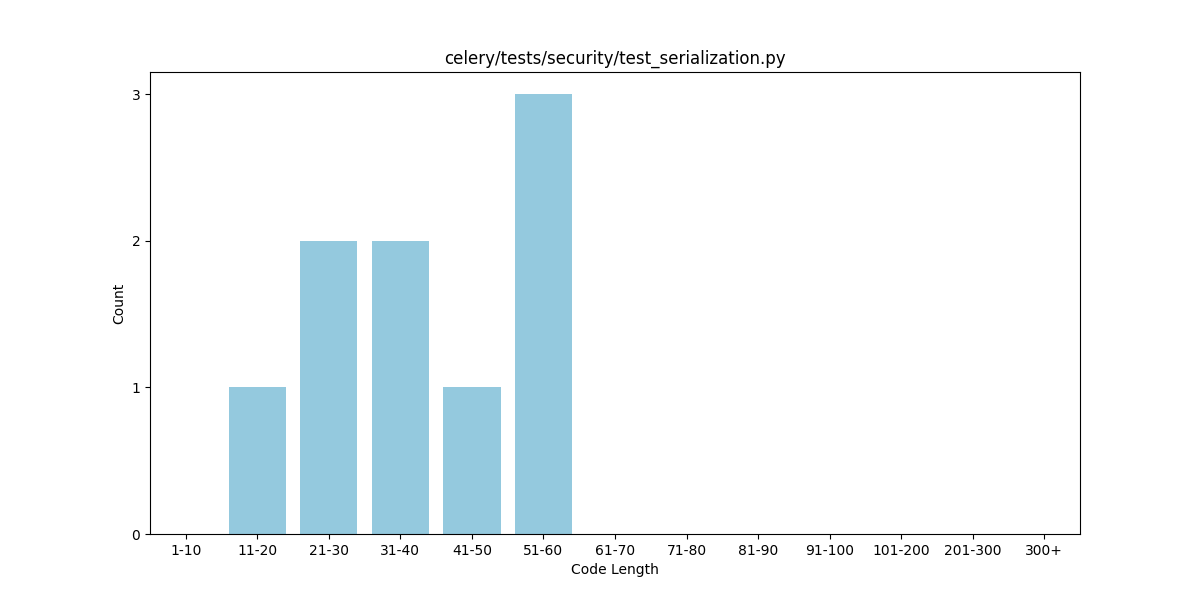 celery/tests/security/test_serialization.py
3
2
1
0
Count
1-10 11-20 21-30 31-40 41-50 51-60 61-70 71-80 81-90 91-100 101-200 201-300 300+
Code Length